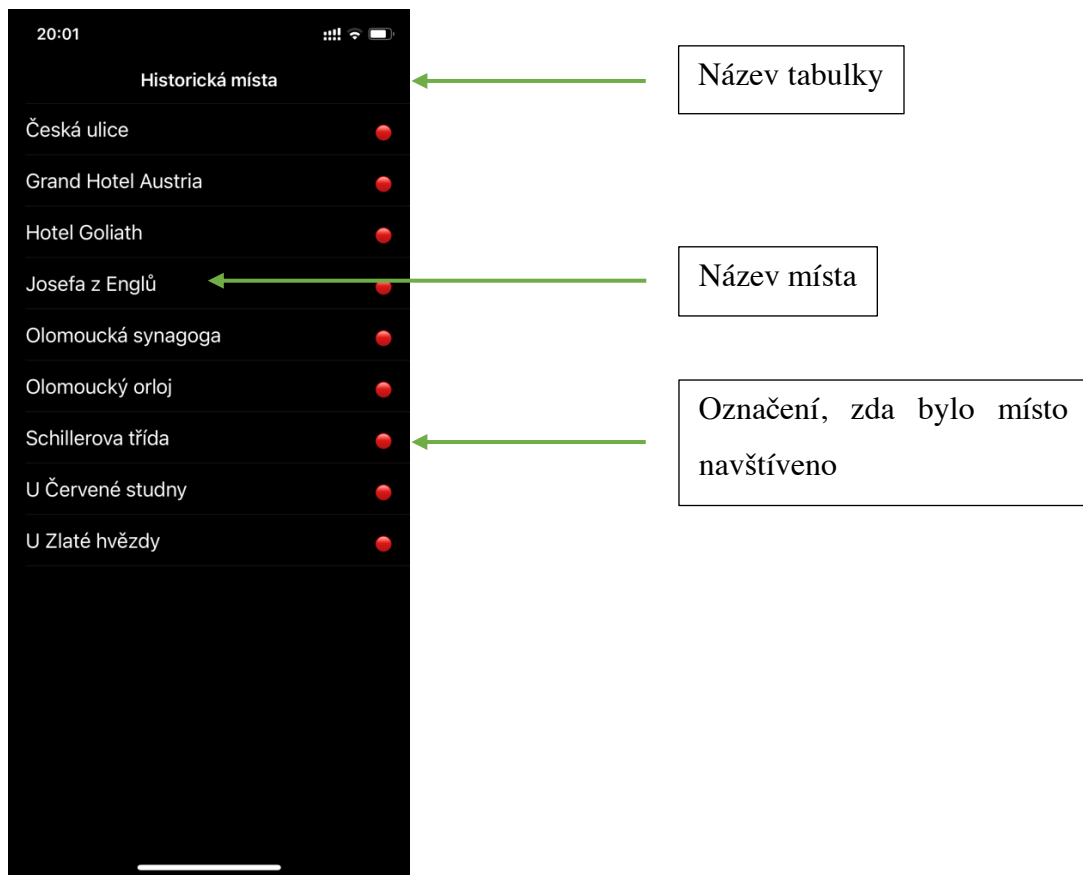 20:01
Historická místa
Název tabulky
Česká ulice
Grand Hotel Austria
Hotel Goliath
Josefa z Englů
Název místa
Olomoucká synagoga
Olomoucký orloj
Schillerova třída
Označení, zda bylo místo
navštíveno
U Červené studny
U Zlaté hvězdy